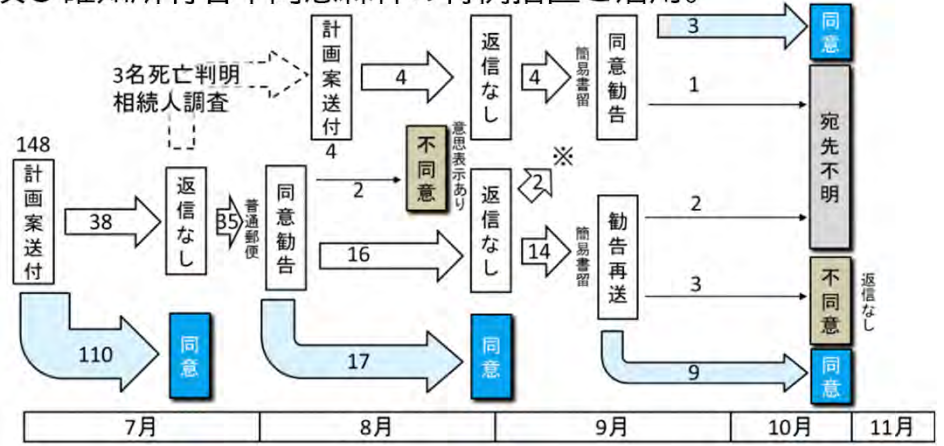 3名死亡判明
相続人調査
計画案送付
4
4
返信なし
4
簡易書留
同意勧告
3
同意
1
宛先不明
148
計画案送付
38
返信なし
35
普通郵便
同意勧告
2
不同意
意思表示あり
16
返信なし
2
※
14
簡易書留
勧告再送
2
3
不同意
返信なし
110
同意
17
同意
9
同意
7月
8月
9月
10月
11月